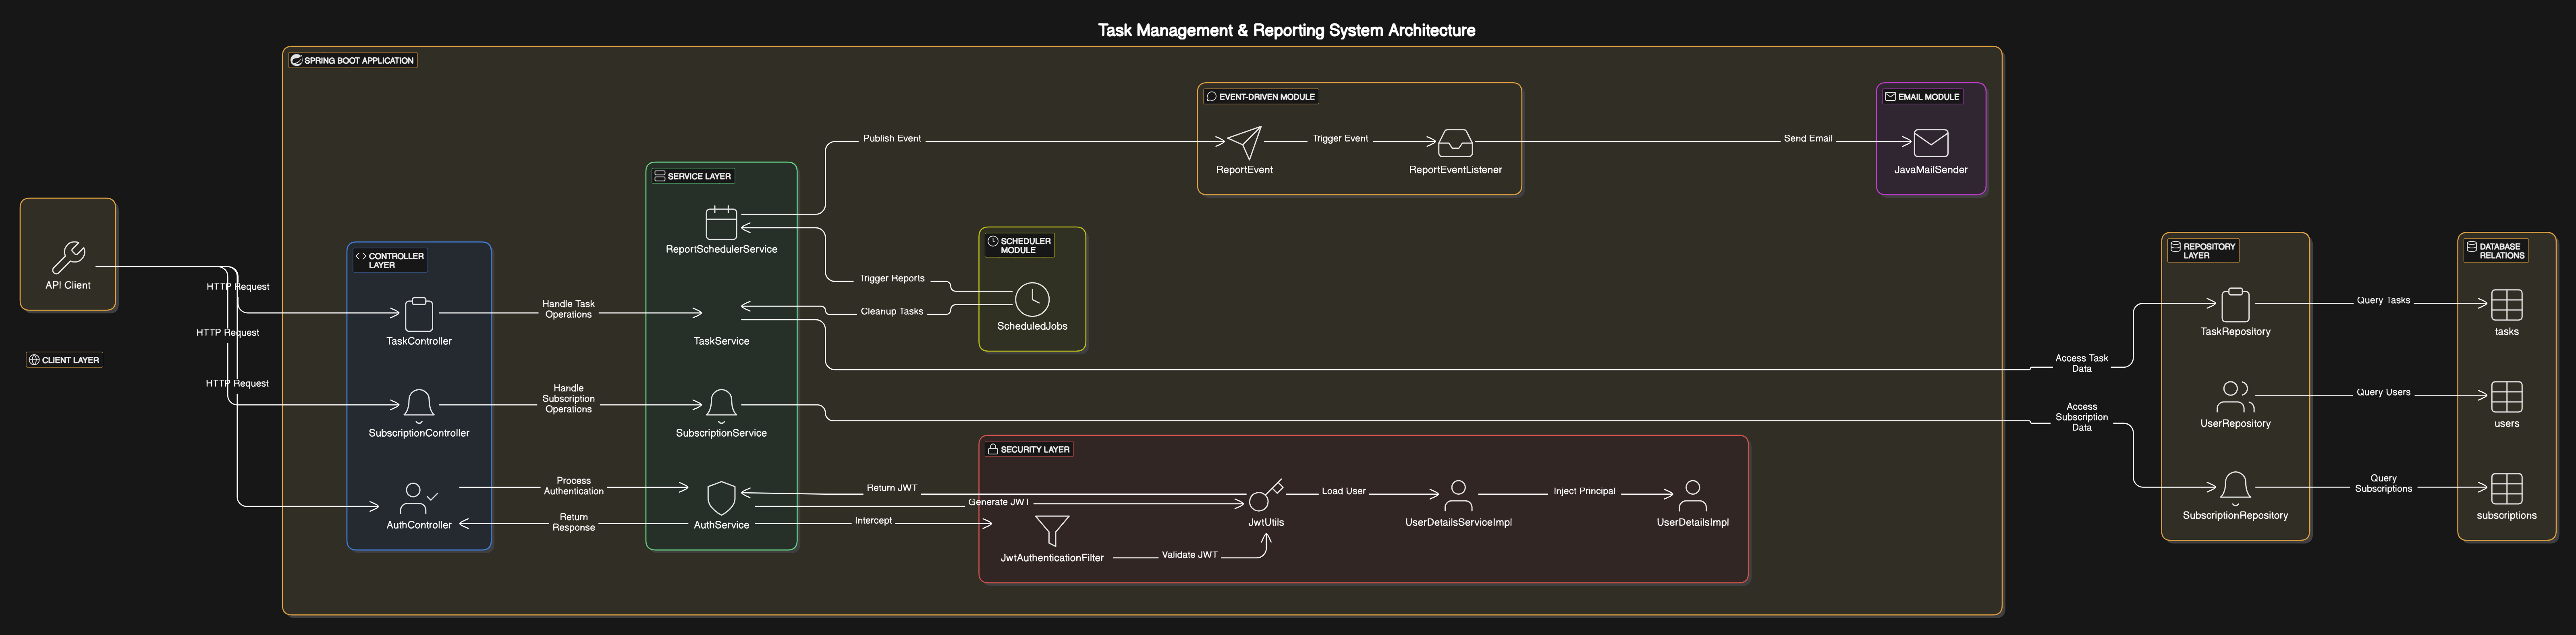 Task Management & Reporting System Architecture
SPRING BOOT APPLICATION
EVENT-DRIVEN MODULE
EMAIL MODULE
Publish Event
Trigger Event
Send Email
ReportEvent
ReportEventListener
JavaMailSender
SERVICE LAYER
ReportSchedulerService
SCHEDULER
MODULE
Trigger Reports
Cleanup Tasks
ScheduledJobs
API Client
CLIENT LAYER
HTTP Request
HTTP Request
HTTP Request
CONTROLLER
LAYER
TaskController
Handle Task
Operations
TaskService
SubscriptionController
Handle
Subscription
Operations
SubscriptionService
AuthController
Process
Authentication
Return
Response
AuthService
SECURITY LAYER
Return JWT
Generate JWT
Intercept
JwtAuthenticationFilter
Validate JWT
JwtUtils
Load User
UserDetailsServiceImpl
Inject Principal
UserDetailsImpl
Access Task
Data
Access
Subscription
Data
REPOSITORY
LAYER
TaskRepository
UserRepository
SubscriptionRepository
Query Tasks
Query Users
Query
Subscriptions
DATABASE
RELATIONS
tasks
users
subscriptions